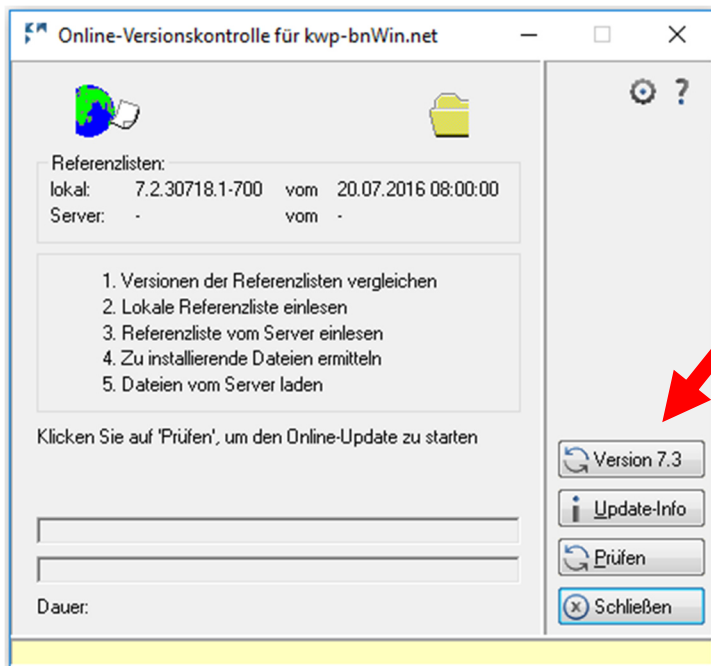 Online-Versionskontrolle für kwp-bnWin.net
?
Referenzlisten:
lokal: 7.2.30718.1-700 vom 20.07.2016 08:00:00
Server: - vom -
1. Versionen der Referenzlisten vergleichen
2. Lokale Referenzliste einlesen
3. Referenzliste vom Server einlesen
4. Zu installierende Dateien ermitteln
5. Dateien vom Server laden
Klicken Sie auf 'Prüfen', um den Online-Update zu starten
Version 7.3
Update-Info
Prüfen
Dauer:
Schließen